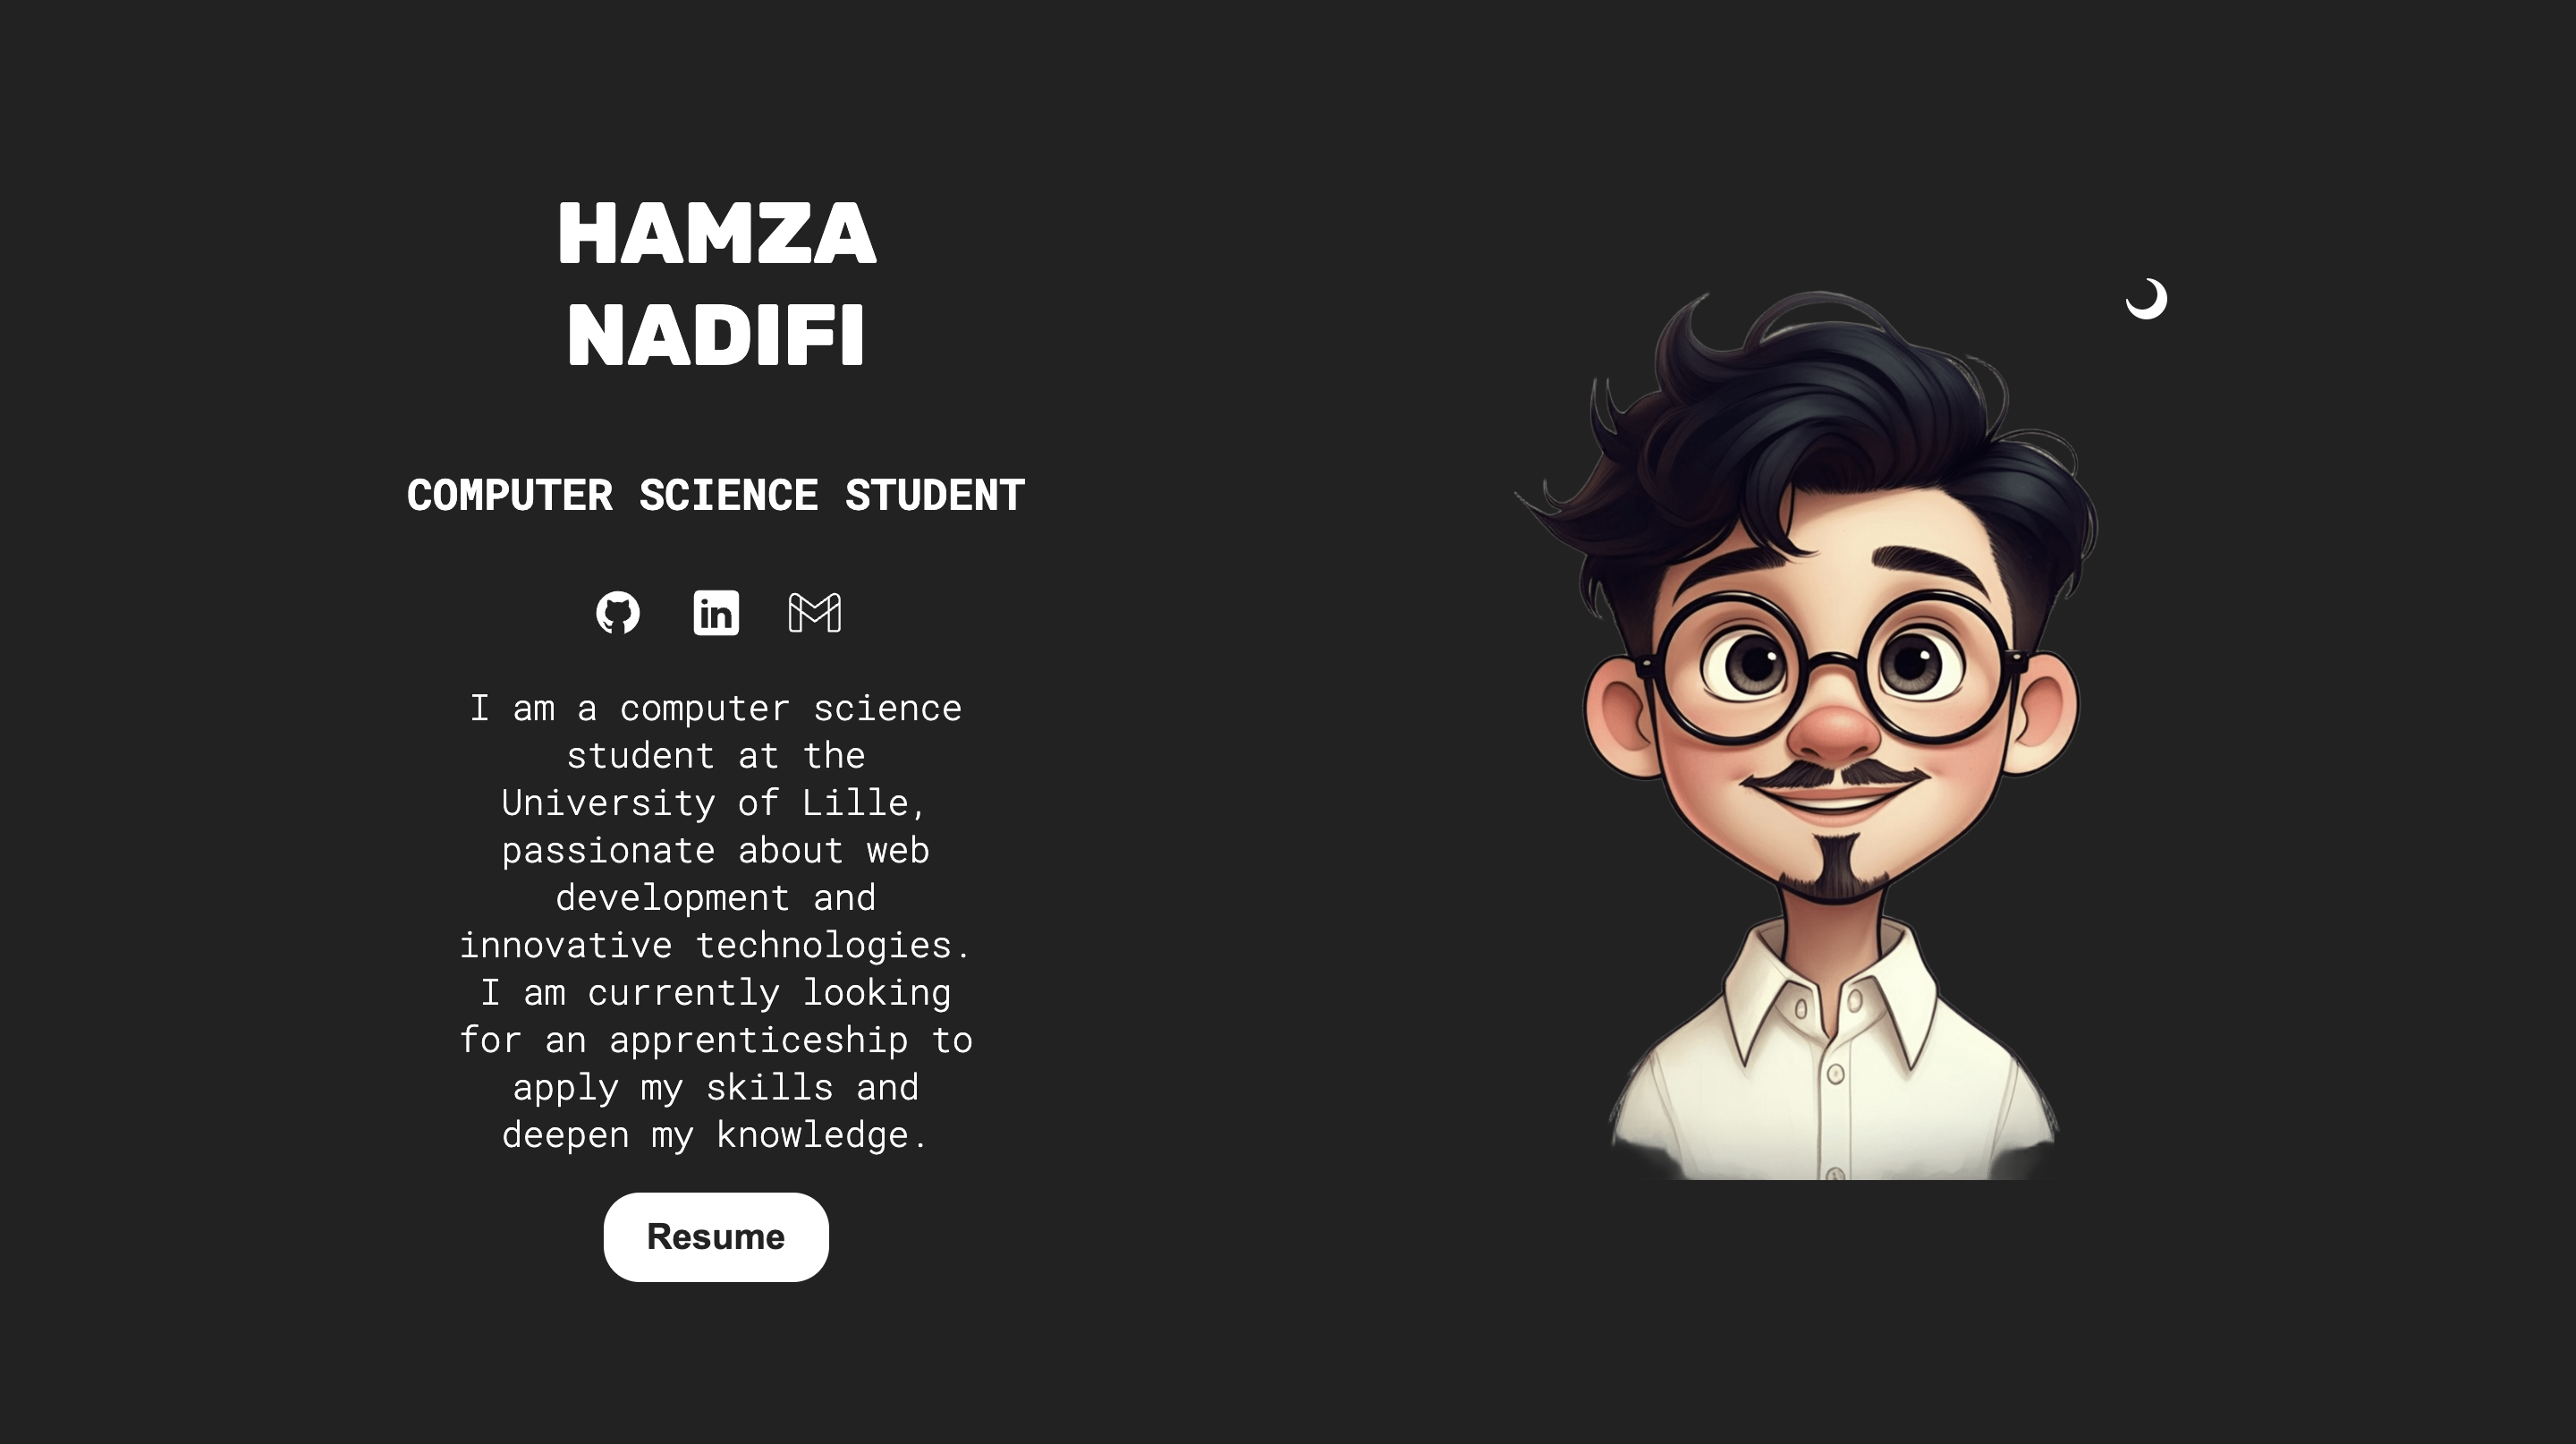 HAMZA
NADIFI
COMPUTER SCIENCE STUDENT
in
I am a computer science
student at the
University of Lille,
passionate about web
development and
innovative technologies.
I am currently looking
for an apprenticeship to
apply my skills and
deepen my knowledge.
Resume